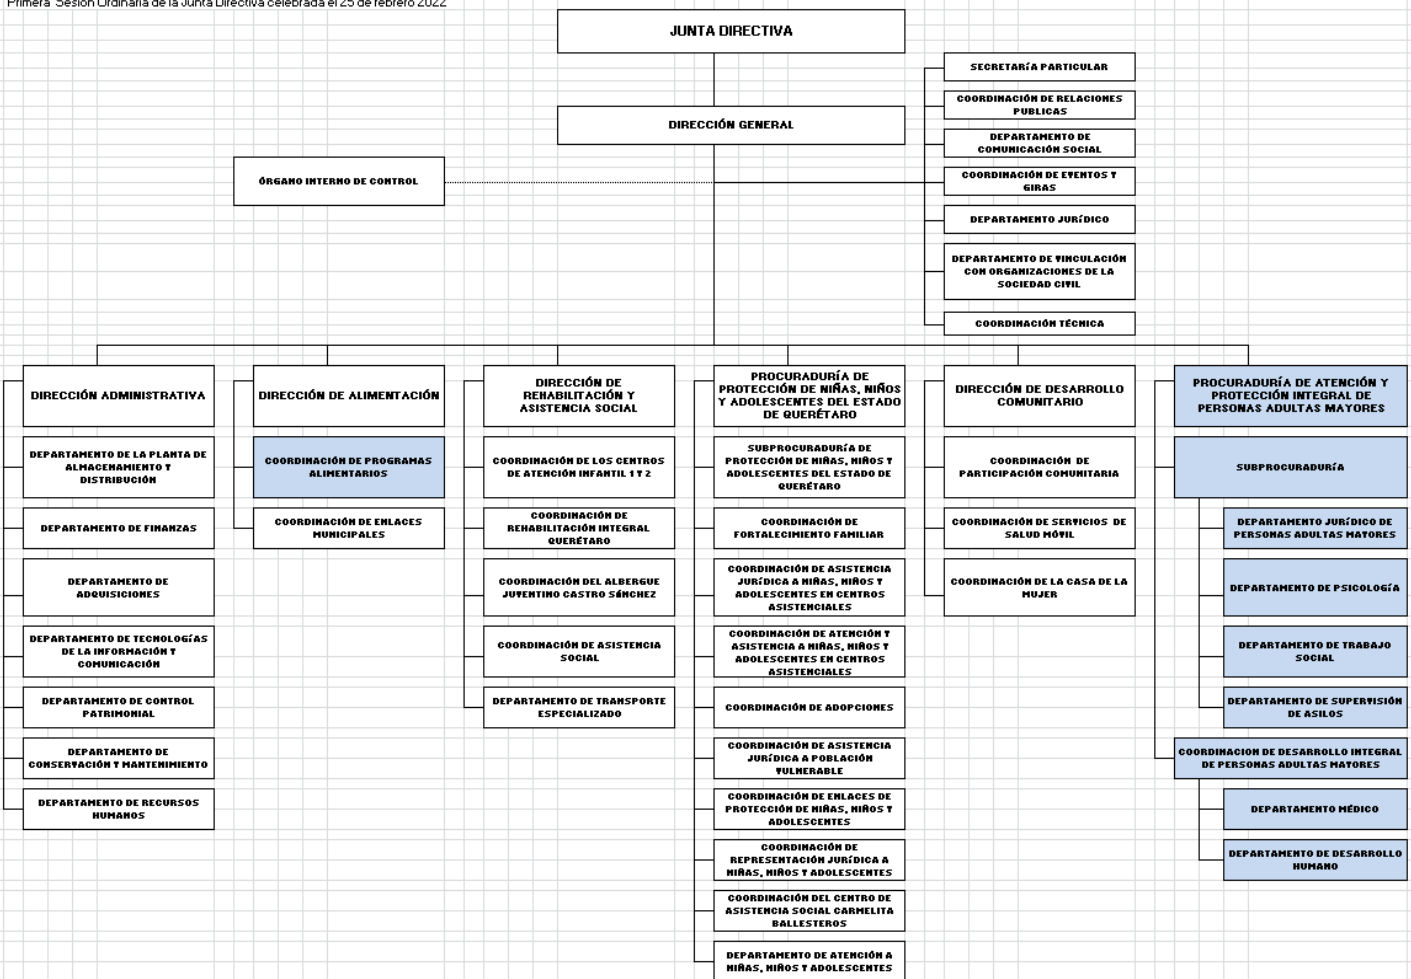 Primera Sesión Ordinaria de la Junta Directiva celebrada el 25 de febrero 2022
JUNTA DIRECTIVA
DIRECCIÓN GENERAL
ÓRGANO INTERNO DE CONTROL
SECRETARÍA PARTICULAR
COORDINACIÓN DE RELACIONES
PUBLICAS
DEPARTAMENTO DE
COMUNICACIÓN SOCIAL
COORDINACIÓN DE EVENTOS Y
GIRAS
DEPARTAMENTO JURÍDICO
DEPARTAMENTO DE VINCULACIÓN
CON ORGANIZACIONES DE LA
SOCIEDAD CIVIL
COORDINACIÓN TÉCNICA
DIRECCIÓN ADMINISTRATIVA
DEPARTAMENTO DE LA PLANTA DE
ALMACENAMIENTO Y
DISTRIBUCIÓN
DEPARTAMENTO DE FINANZAS
DEPARTAMENTO DE
ADQUISICIONES
DEPARTAMENTO DE TECNOLOGÍAS
DE LA INFORMACIÓN Y
COMUNICACIÓN
DEPARTAMENTO DE CONTROL
PATRIMONIAL
DEPARTAMENTO DE
CONSERVACIÓN Y MANTENIMIENTO
DEPARTAMENTO DE RECURSOS
HUMANOS
DIRECCIÓN DE ALIMENTACIÓN
COORDINACIÓN DE PROGRAMAS
ALIMENTARIOS
COORDINACIÓN DE ENLACES
MUNICIPALES
DIRECCIÓN DE
REHABILITACIÓN Y
ASISTENCIA SOCIAL
COORDINACIÓN DE LOS CENTROS
DE ATENCIÓN INFANTIL 1 Y 2
COORDINACIÓN DE
REHABILITACIÓN INTEGRAL
QUERÉTARO
COORDINACIÓN DEL ALBERGUE
JUVENTINO CASTRO SÁNCHEZ
COORDINACIÓN DE ASISTENCIA
SOCIAL
DEPARTAMENTO DE TRANSPORTE
ESPECIALIZADO
PROCURADURÍA DE
PROTECCIÓN DE NIÑAS, NIÑOS
Y ADOLESCENTES DEL ESTADO
DE QUERÉTARO
SUBPROCURADURÍA DE
PROTECCIÓN DE NIÑAS, NIÑOS Y
ADOLESCENTES DEL ESTADO DE
QUERÉTARO
COORDINACIÓN DE
FORTALECIMIENTO FAMILIAR
COORDINACIÓN DE ASISTENCIA
JURÍDICA A NIÑAS, NIÑOS Y
ADOLESCENTES EN CENTROS
ASISTENCIALES
COORDINACIÓN DE ATENCIÓN Y
ASISTENCIA A NIÑAS, NIÑOS Y
ADOLESCENTES EN CENTROS
ASISTENCIALES
COORDINACIÓN DE ADOPCIONES
COORDINACIÓN DE ASISTENCIA
JURÍDICA A POBLACIÓN
VULNERABLE
COORDINACIÓN DE ENLACES DE
PROTECCIÓN DE NIÑAS, NIÑOS Y
ADOLESCENTES
COORDINACIÓN DE
REPRESENTACIÓN JURÍDICA A
NIÑAS, NIÑOS Y ADOLESCENTES
COORDINACIÓN DEL CENTRO DE
ASISTENCIA SOCIAL CARMELITA
BALLESTEROS
DEPARTAMENTO DE ATENCIÓN A
NIÑAS, NIÑOS Y ADOLESCENTES
DIRECCIÓN DE DESARROLLO
COMUNITARIO
COORDINACIÓN DE
PARTICIPACIÓN COMUNITARIA
COORDINACIÓN DE SERVICIOS DE
SALUD MÓVIL
COORDINACIÓN DE LA CASA DE LA
MUJER
PROCURADURÍA DE ATENCIÓN Y
PROTECCIÓN INTEGRAL DE
PERSONAS ADULTAS MAYORES
SUBPROCURADURÍA
DEPARTAMENTO JURÍDICO DE
PERSONAS ADULTAS MAYORES
DEPARTAMENTO DE PSICOLOGÍA
DEPARTAMENTO DE TRABAJO
SOCIAL
DEPARTAMENTO DE SUPERVISIÓN
DE ASILOS
COORDINACION DE DESARROLLO INTEGRAL
DE PERSONAS ADULTAS MAYORES
DEPARTAMENTO MÉDICO
DEPARTAMENTO DE DESARROLLO
HUMANO